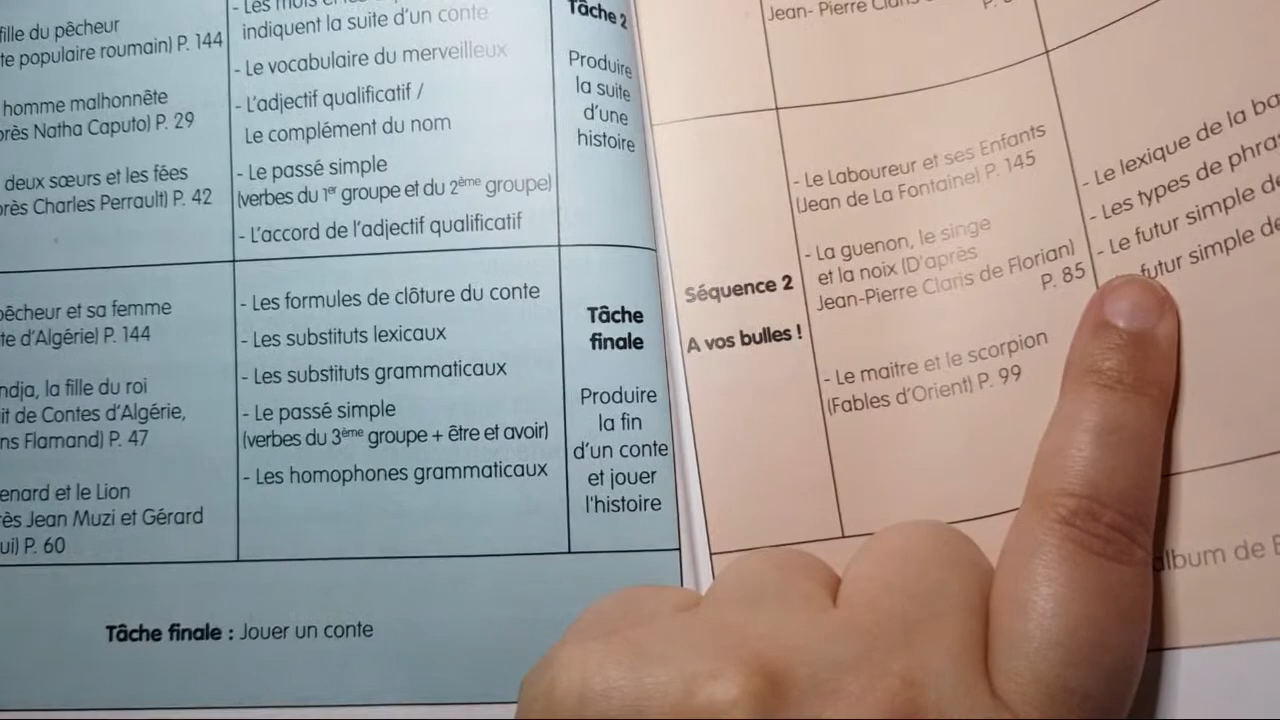 fille du pêcheur
te populaire roumain) P. 144
homme malhonnête
près Natha Caputo) P. 29
deux sœurs et les fées
près Charles Perrault) P. 42
indiquent la suite d'un conte
- Le vocabulaire du merveilleux
- L'adjectif qualificatif /
Le complément du nom
- Le passé simple
(verbes du 1er groupe et du 2ème groupe)
- L'accord de l'adjectif qualificatif
Tâche 2
Produire
la suite
d'une
histoire
pêcheur et sa femme
te d'Algérie) P. 144
ndja, la fille du roi
it de Contes d'Algérie,
ns Flamand) P. 47
enard et le Lion
rès Jean Muzi et Gérard
ui) P. 60
- Les formules de clôture du conte
- Les substituts lexicaux
- Les substituts grammaticaux
- Le passé simple
(verbes du 3ème groupe + être et avoir)
- Les homophones grammaticaux
Tâche
finale
Produire
la fin
d'un conte
et jouer
l'histoire
Tâche finale : Jouer un conte
Jean- Pierre Claris
Séquence 2
A vos bulles !
- Le Laboureur et ses Enfants
(Jean de La Fontaine) P. 145
- La guenon, le singe
et la noix (D'après
Jean-Pierre Claris de Florian)
P. 85
- Le maitre et le scorpion
(Fables d'Orient) P. 99
- Le lexique de la ba
- Les types de phra
- Le futur simple de
futur simple de
album de